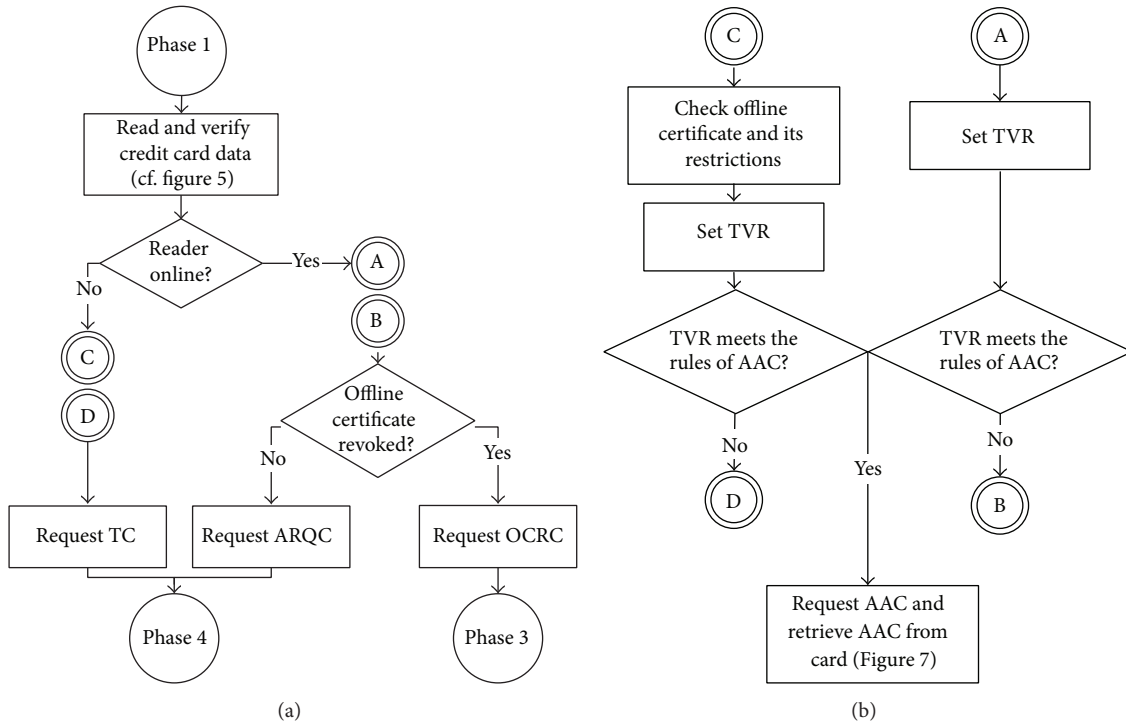 Phase 1
Read and verify
credit card data
(cf. figure 5)
Reader
online?
Yes
A
No
B
C
D
Offline
certificate
revoked?
No
Yes
Request TC
Request ARQC
Request OCRC
Phase 4
Phase 3
(a)
C
A
Check offline
certificate and its
restrictions
Set TVR
Set TVR
TVR meets the
rules of AAC?
TVR meets the
rules of AAC?
No
Yes
No
D
B
Request AAC and
retrieve AAC from
card (Figure 7)
(b)